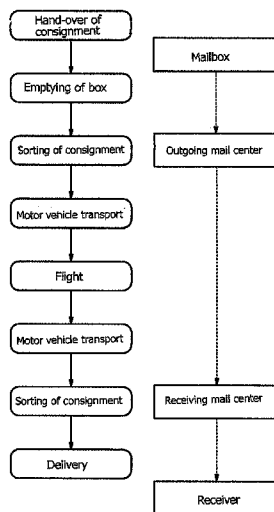 Hand-over of
consignment
Emptying of box
Sorting of consignment
Motor vehicle transport
Flight
Motor vehicle transport
Sorting of consignment
Delivery
Mailbox
Outgoing mail center
Receiving mail center
Receiver